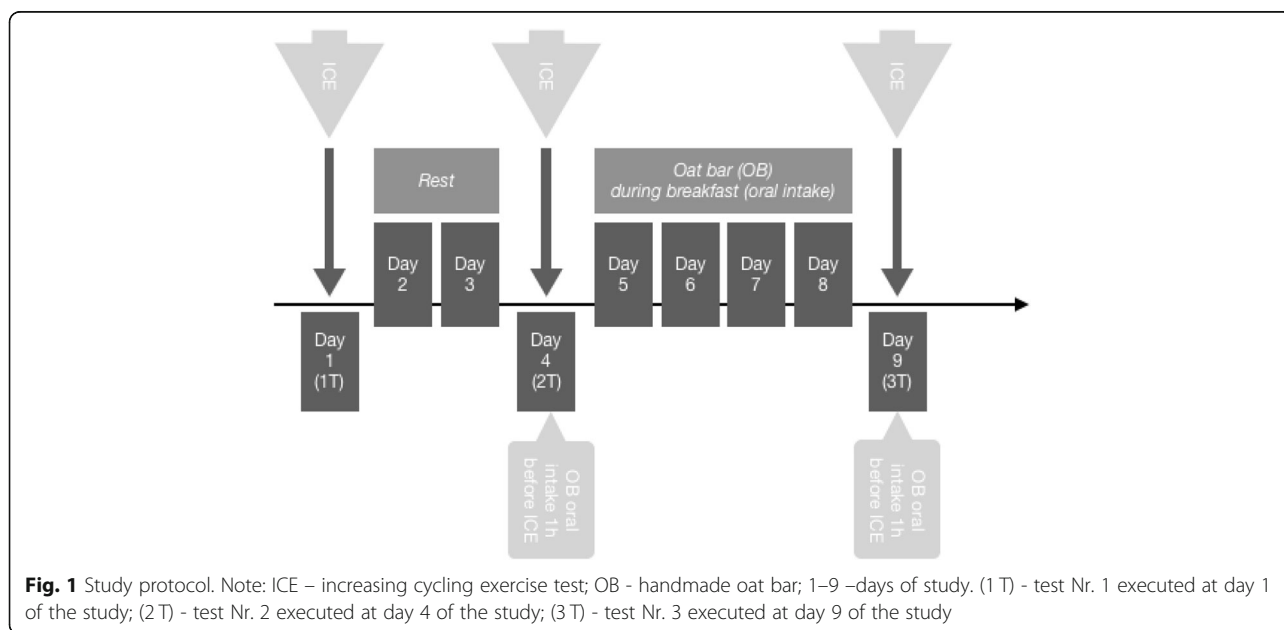 ICE
ICE
ICE
Rest
Oat bar (OB)
during breakfast (oral intake)
Day
2
Day
3
Day
5
Day
6
Day
7
Day
8
Day
1
(1T)
Day
4
(2T)
Day
9
(3T)
OB oral
intake 1h
before ICE
OB oral
intake 1h
before ICE
Fig. 1 Study protocol. Note: ICE – increasing cycling exercise test; OB - handmade oat bar; 1–9 –days of study. (1 T) - test Nr. 1 executed at day 1
of the study; (2 T) - test Nr. 2 executed at day 4 of the study; (3 T) - test Nr. 3 executed at day 9 of the study